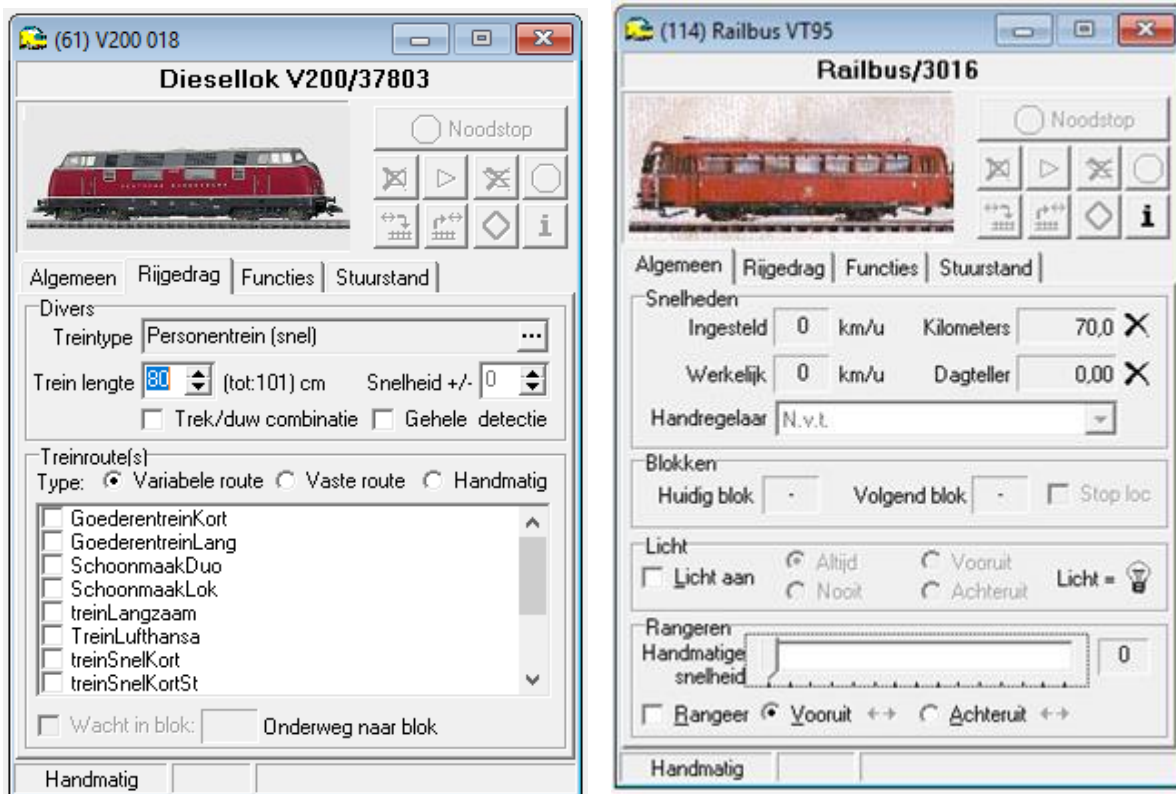 (61) V200 018
Diesellok V200/37803
Noodstop
i
Algemeen Rijgedrag Functies Stuurstand
Divers
Treintype Personentrein (snel) ...
Trein lengte 80 (tot:101) cm Snelheid +/- 0
Trek/duw combinatie Gehele detectie
Treinroute(s)
Type: Variabele route Vaste route Handmatig
GoederentreinKort
GoederentreinLang
SchoonmaakDuo
SchoonmaakLok
treinLangzaam
TreinLufthansa
treinSnelKort
treinSnelKortSt
Wacht in blok: Onderweg naar blok
Handmatig
(114) Railbus VT95
Railbus/3016
Noodstop
i
Algemeen Rijgedrag Functies Stuurstand
Snelheden
Ingesteld 0 km/u Kilometers 70,0
Werkelijk 0 km/u Dagteller 0,00
Handregelaar N.v.t.
Blokken
Huidig blok - Volgend blok - Stop loc
Licht
Licht aan Altijd Vooruit Licht =
Nooit Achteruit
Rangeren
Handmatige 0
snelheid
Rangeer Vooruit Achteruit
Handmatig